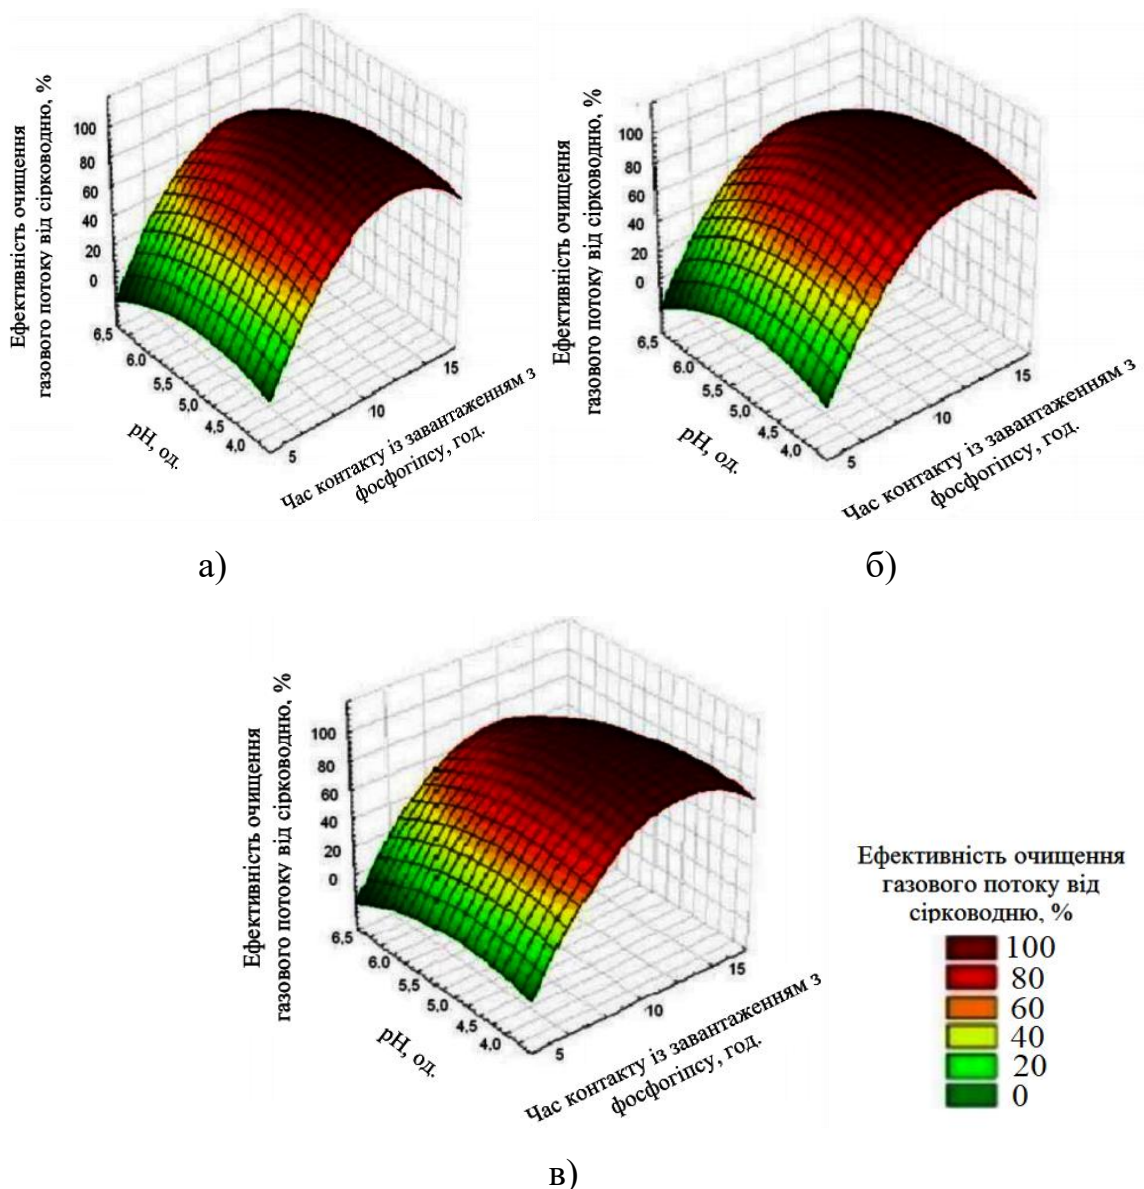 Ефективність очищення
газового потоку від сірководню, %
100
80
60
40
20
0
6,5
6,0
5,5
5,0
4,5
4,0
рН, од.
5
10
15
Час контакту із завантаженням з
фосфогіпсу, год.
а)
Ефективність очищення
газового потоку від сірководню, %
100
80
60
40
20
0
6,5
6,0
5,5
5,0
4,5
4,0
рН, од.
5
10
15
Час контакту із завантаженням з
фосфогіпсу, год.
б)
Ефективність очищення
газового потоку від сірководню, %
100
80
60
40
20
0
6,5
6,0
5,5
5,0
4,5
4,0
рН, од.
5
10
15
Час контакту із завантаженням з
фосфогіпсу, год.
в)
Ефективність очищення
газового потоку від
сірководню, %
100
80
60
40
20
0